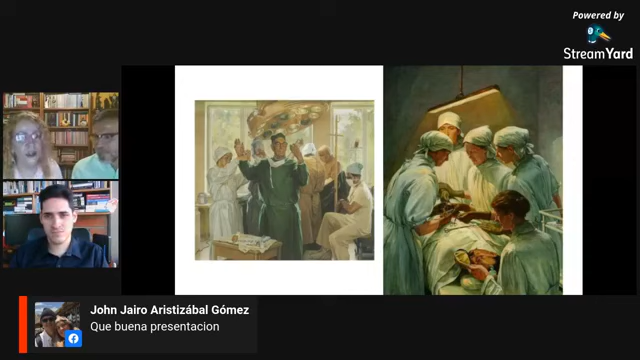 Powered by
StreamYard
John Jairo Aristizábal Gómez
Que buena presentacion